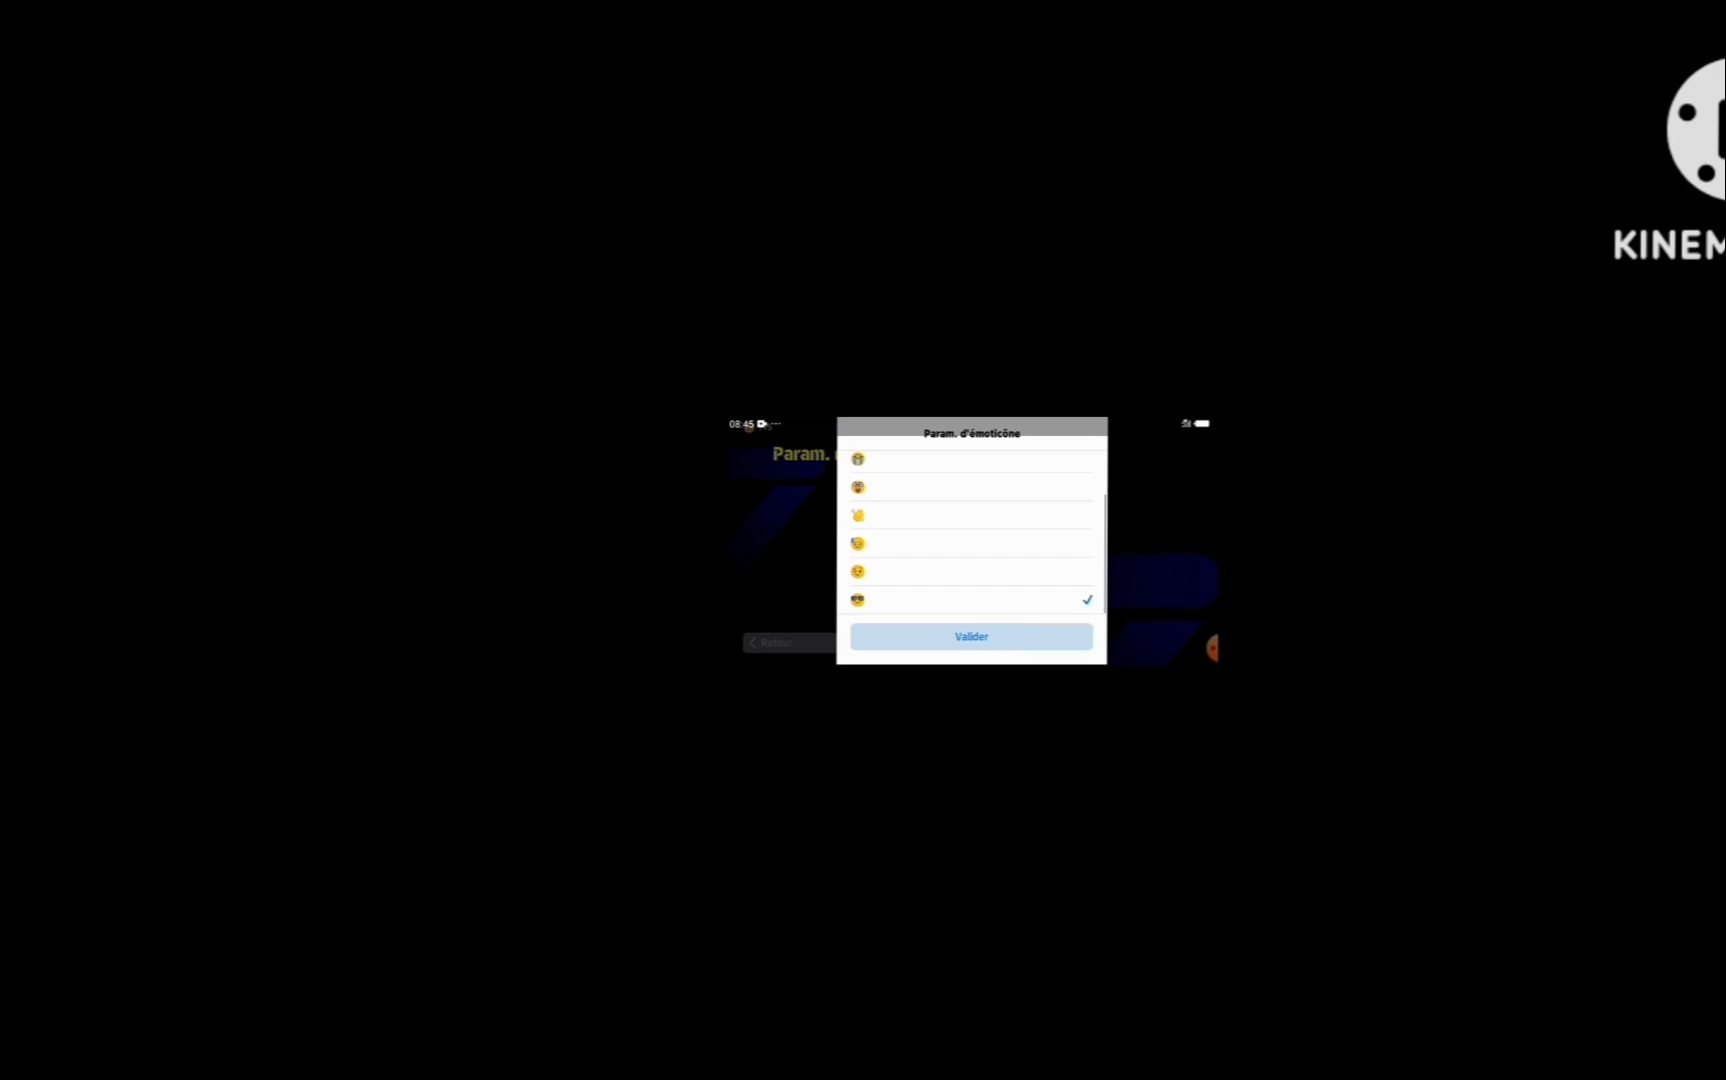 KINEM
08:45
Param. d'émoticône
Param.
Retour
Valider